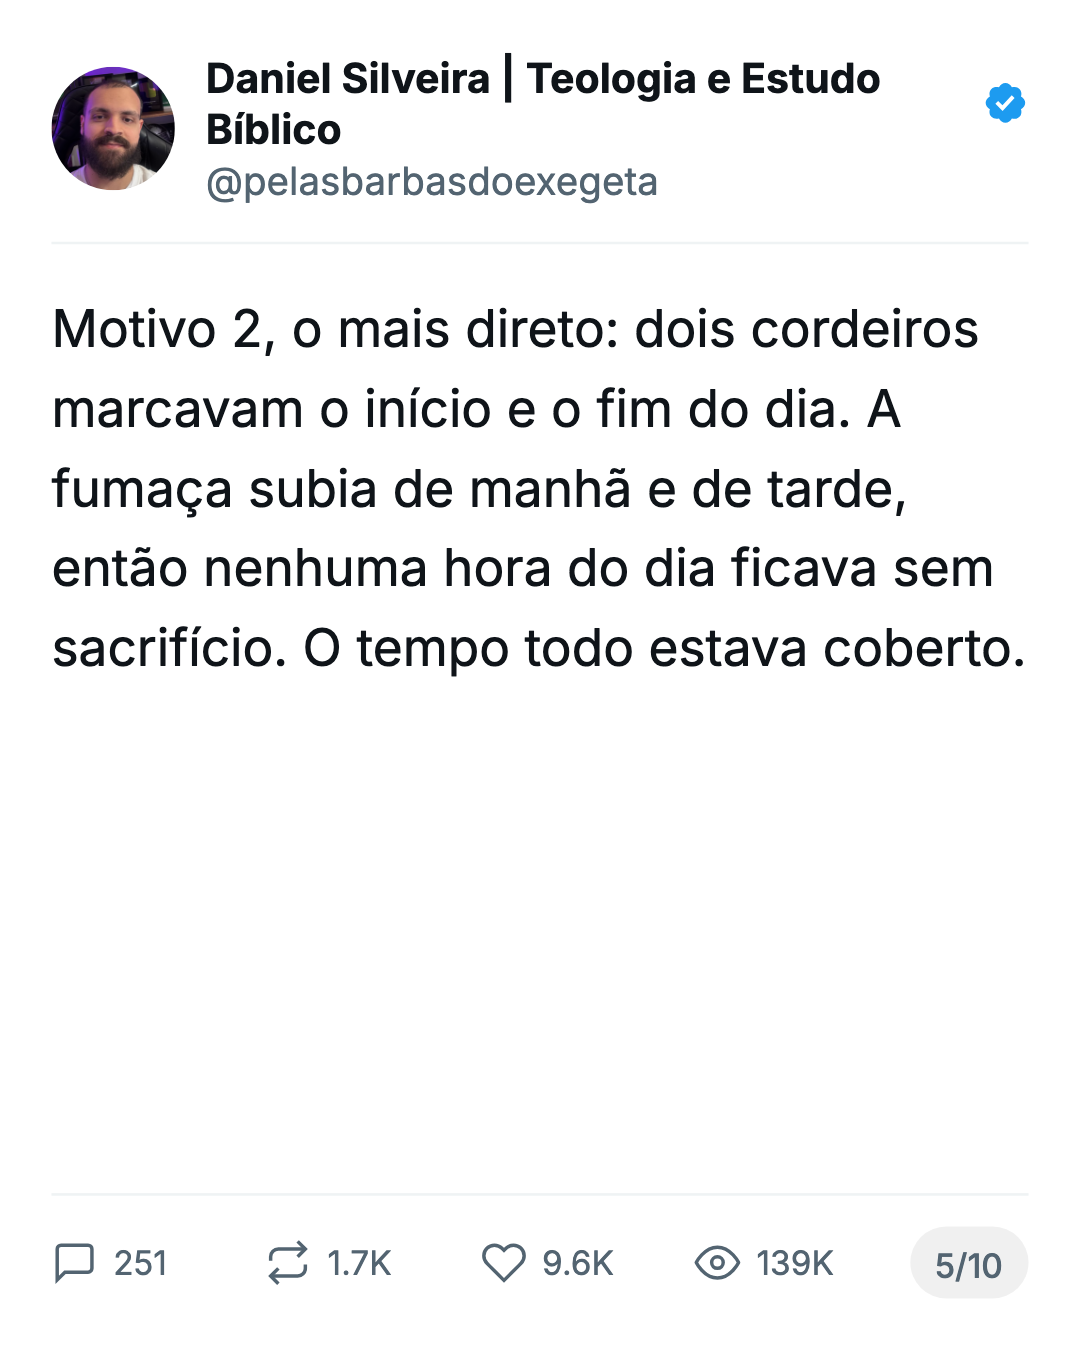 Daniel Silveira | Teologia e Estudo
Bíblico
@pelasbarbasdoexegeta
Motivo 2, o mais direto: dois cordeiros
marcavam o início e o fim do dia. A
fumaça subia de manhã e de tarde,
então nenhuma hora do dia ficava sem
sacrifício. O tempo todo estava coberto.
251 1.7K 9.6K 139K 5/10